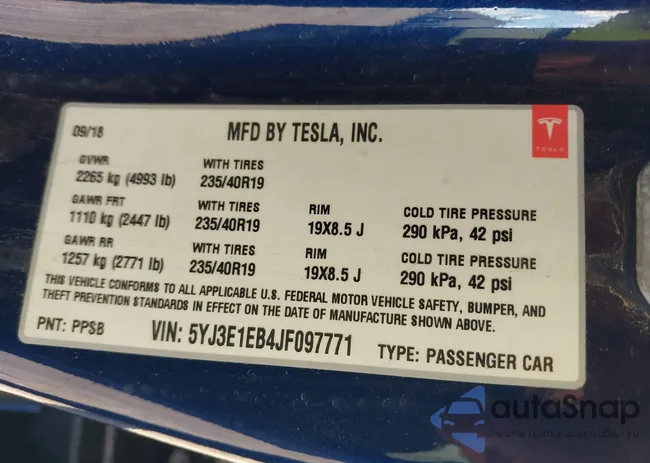 09/18
MFD BY TESLA, INC.
TESLA
GVWR
2265 kg (4993 lb)
WITH TIRES
235/40R19
GAWR FRT
1110 kg (2447 lb)
WITH TIRES
235/40R19
RIM
19X8.5 J
COLD TIRE PRESSURE
290 kPa, 42 psi
GAWR RR
1257 kg (2771 lb)
WITH TIRES
235/40R19
RIM
19X8.5 J
COLD TIRE PRESSURE
290 kPa, 42 psi
THIS VEHICLE CONFORMS TO ALL APPLICABLE U.S. FEDERAL MOTOR VEHICLE SAFETY, BUMPER, AND
THEFT PREVENTION STANDARDS IN EFFECT ON THE DATE OF MANUFACTURE SHOWN ABOVE.
PNT: PPSB
VIN: 5YJ3E1EB4JF097771
TYPE: PASSENGER CAR
autaSnap